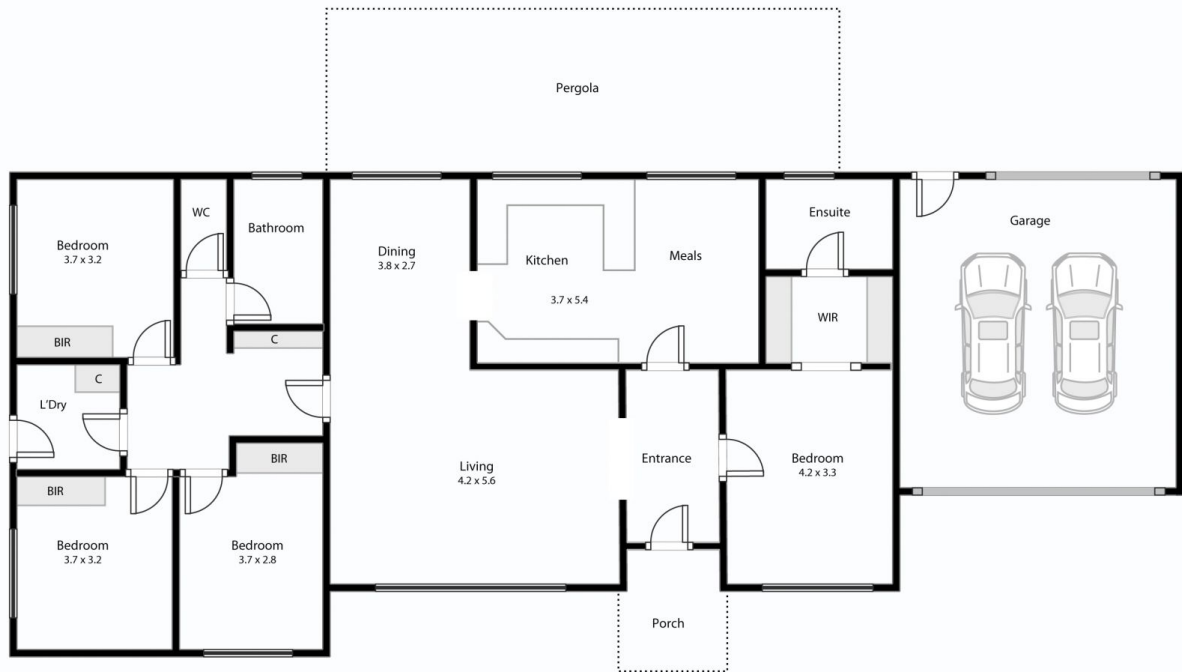 Pergola
Bedroom
3.7 x 3.2
BIR
WC
Bathroom
C
L'Dry
C
BIR
Bedroom
3.7 x 3.2
BIR
Bedroom
3.7 x 2.8
Dining
3.8 x 2.7
Kitchen
Meals
3.7 x 5.4
Living
4.2 x 5.6
Entrance
Porch
Ensuite
WIR
Bedroom
4.2 x 3.3
Garage